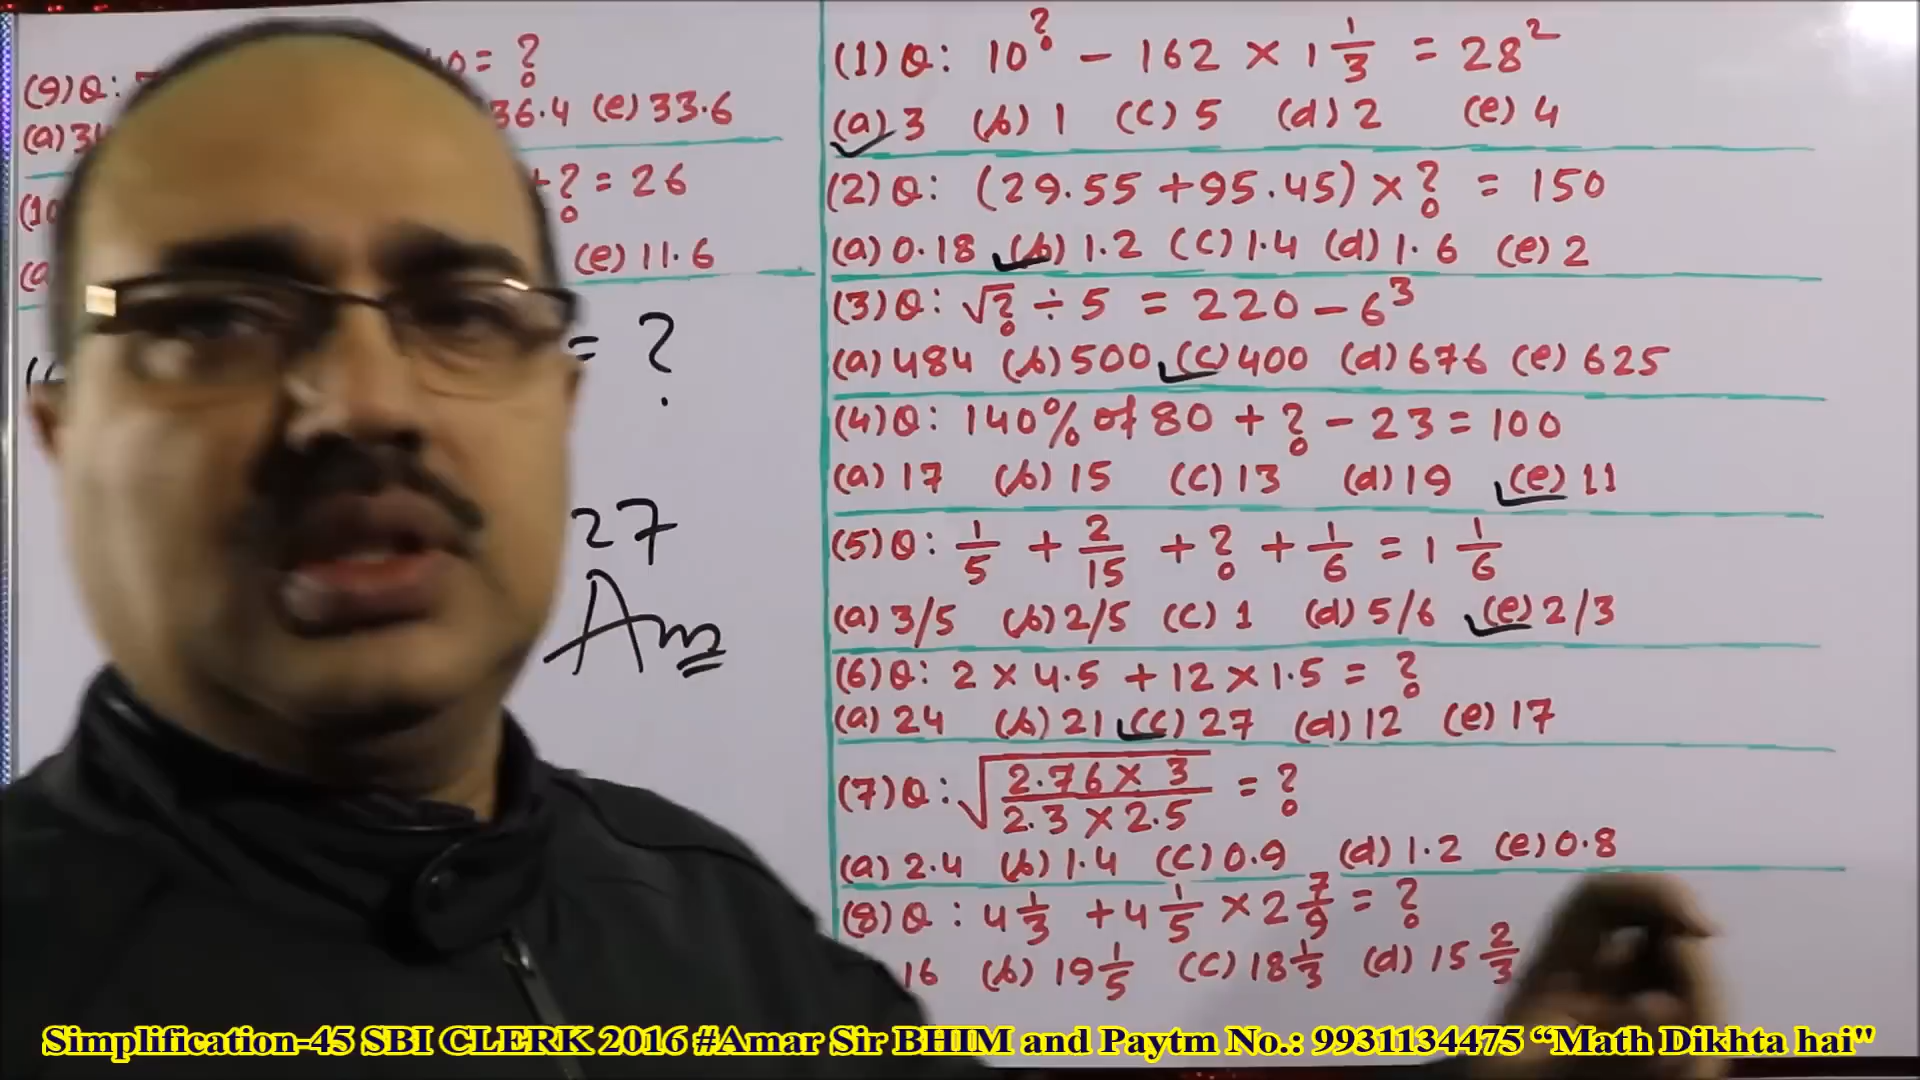 (9) Q: = ?
(a) 3 36.4 (e) 33.6
(10 + ? = 26
(a (e) 11.6
= ?
27
Ans
(1) Q: 10^? - 162 × 1 1/3 = 28²
(a) 3 (b) 1 (c) 5 (d) 2 (e) 4
(2) Q: (29.55 + 95.45) × ? = 150
(a) 0.18 (b) 1.2 (c) 1.4 (d) 1.6 (e) 2
(3) Q: √? ÷ 5 = 220 - 6³
(a) 484 (b) 500 (c) 400 (d) 676 (e) 625
(4) Q: 140% of 80 + ? - 23 = 100
(a) 17 (b) 15 (c) 13 (d) 19 (e) 11
(5) Q: 1/5 + 2/15 + ? + 1/6 = 1 1/6
(a) 3/5 (b) 2/5 (c) 1 (d) 5/6 (e) 2/3
(6) Q: 2 × 4.5 + 12 × 1.5 = ?
(a) 24 (b) 21 (c) 27 (d) 12 (e) 17
(7) Q: √(2.76 × 3 / 2.3 × 2.5) = ?
(a) 2.4 (b) 1.4 (c) 0.9 (d) 1.2 (e) 0.8
(8) Q: 4 1/3 + 4 1/5 × 2 7/9 = ?
16 (b) 19 1/5 (c) 18 1/3 (d) 15 2/3
Simplification-45 SBI CLERK 2016 #Amar Sir BHIM and Paytm No.: 9931134475 “Math Dikhta hai"